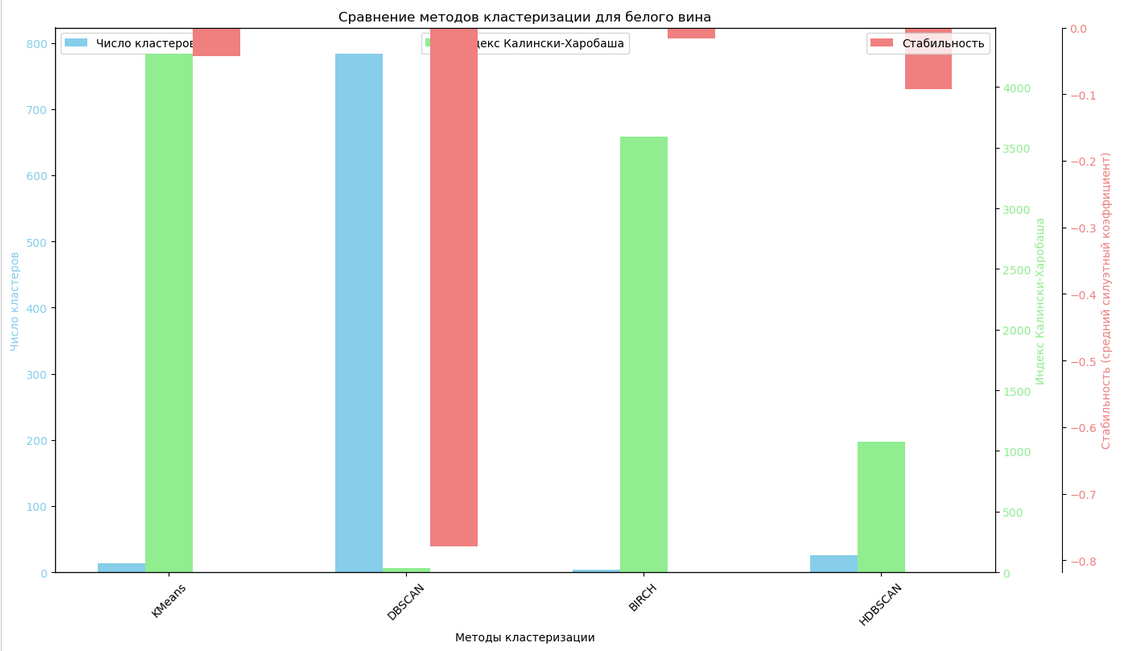 Сравнение методов кластеризации для белого вина
Число кластеров
декс Калински-Харобаша
Стабильность
800
700
600
500
400
300
200
100
0
Число кластеров
4000
3500
3000
2500
2000
1500
1000
500
0
Индекс Калински-Харобаша
0.0
−0.1
−0.2
−0.3
−0.4
−0.5
−0.6
−0.7
−0.8
Стабильность (средний силуэтный коэффициент)
KMeans
DBSCAN
BIRCH
HDBSCAN
Методы кластеризации